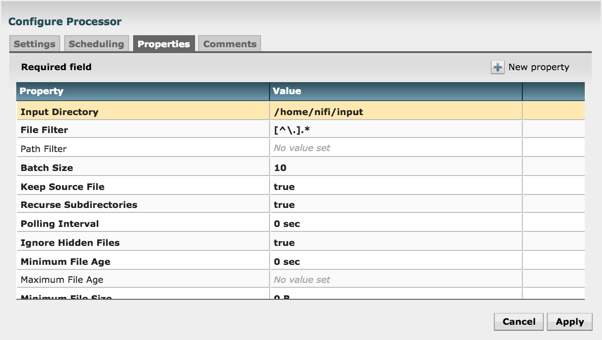 Configure Processor
Settings Scheduling Properties Comments
Required field New property
Property Value
Input Directory /home/nifi/input
File Filter [^\.].*
Path Filter No value set
Batch Size 10
Keep Source File true
Recurse Subdirectories true
Polling Interval 0 sec
Ignore Hidden Files true
Minimum File Age 0 sec
Maximum File Age No value set
Minimum File Size 0 B
Cancel Apply